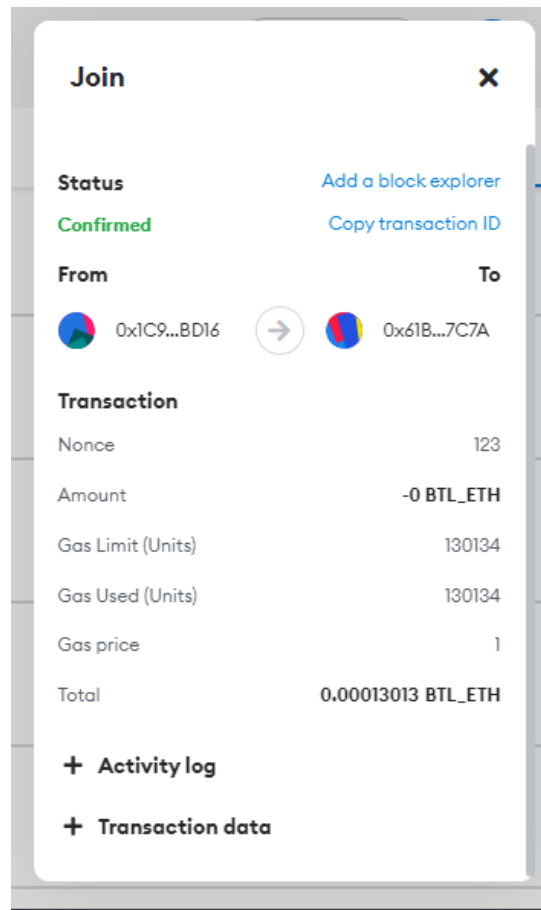 Join
Status Add a block explorer
Confirmed Copy transaction ID
From To
0x1C9...BD16 0x61B...7C7A
Transaction
Nonce 123
Amount -0 BTL_ETH
Gas Limit (Units) 130134
Gas Used (Units) 130134
Gas price 1
Total 0.00013013 BTL_ETH
+ Activity log
+ Transaction data